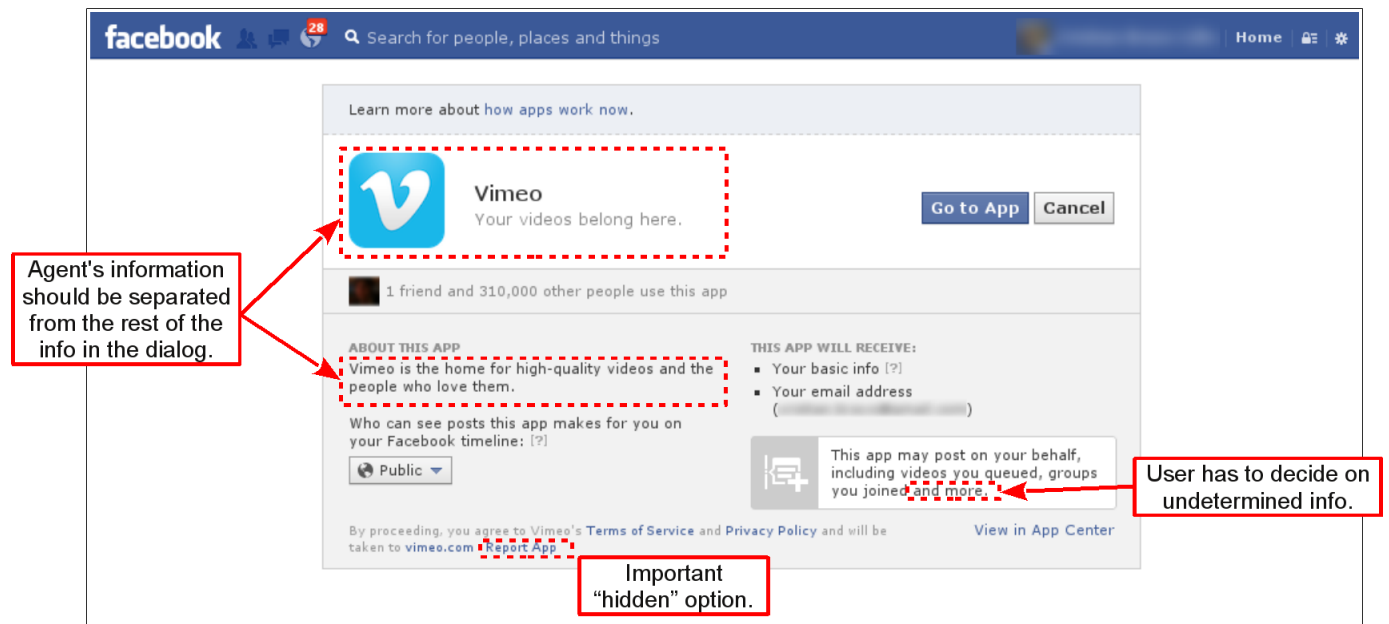 facebook
28
Search for people, places and things
Home
Learn more about how apps work now.
Vimeo
Your videos belong here.
Go to App
Cancel
1 friend and 310,000 other people use this app
Agent's information
should be separated
from the rest of the
info in the dialog.
ABOUT THIS APP
Vimeo is the home for high-quality videos and the
people who love them.
Who can see posts this app makes for you on
your Facebook timeline: [?]
Public
THIS APP WILL RECEIVE:
Your basic info [?]
Your email address
( )
This app may post on your behalf,
including videos you queued, groups
you joined and more.
User has to decide on
undetermined info.
By proceeding, you agree to Vimeo's Terms of Service and Privacy Policy and will be
taken to vimeo.com Report App
View in App Center
Important
“hidden” option.